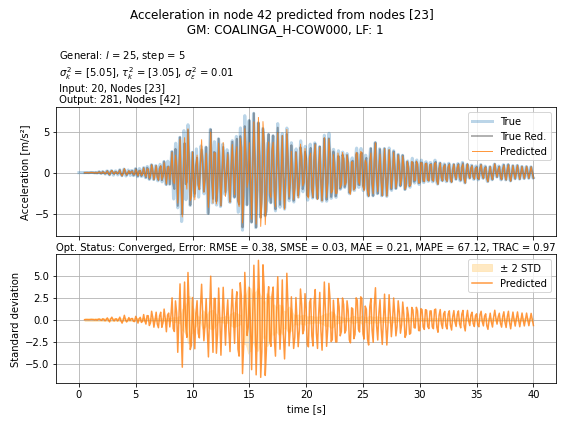 Acceleration in node 42 predicted from nodes [23]
GM: COALINGA_H-COW000, LF: 1
General: l = 25, step = 5
σ²ₖ = [5.05], τ²ₖ = [3.05], σ²ε = 0.01
Input: 20, Nodes [23]
Output: 281, Nodes [42]
Acceleration [m/s²]
5
0
−5
True
True Red.
Predicted
Opt. Status: Converged, Error: RMSE = 0.38, SMSE = 0.03, MAE = 0.21, MAPE = 67.12, TRAC = 0.97
Standard deviation
5.0
2.5
0.0
−2.5
−5.0
± 2 STD
Predicted
0 5 10 15 20 25 30 35 40
time [s]